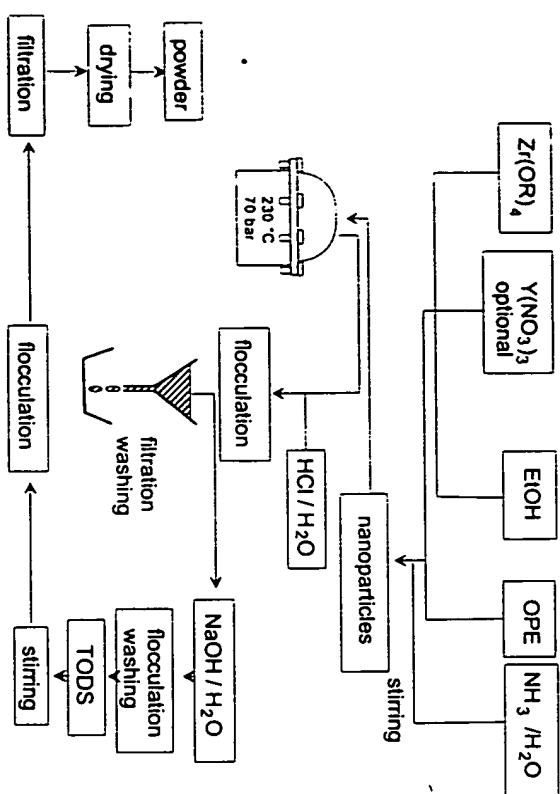 Zr(OR)4
Y(NO3)3
optional
EtOH
OPE
NH3/H2O
stirring
nanoparticles
230 °C
70 bar
HCl / H2O
flocculation
filtration
washing
NaOH / H2O
flocculation
washing
TODS
stirring
flocculation
filtration
drying
powder